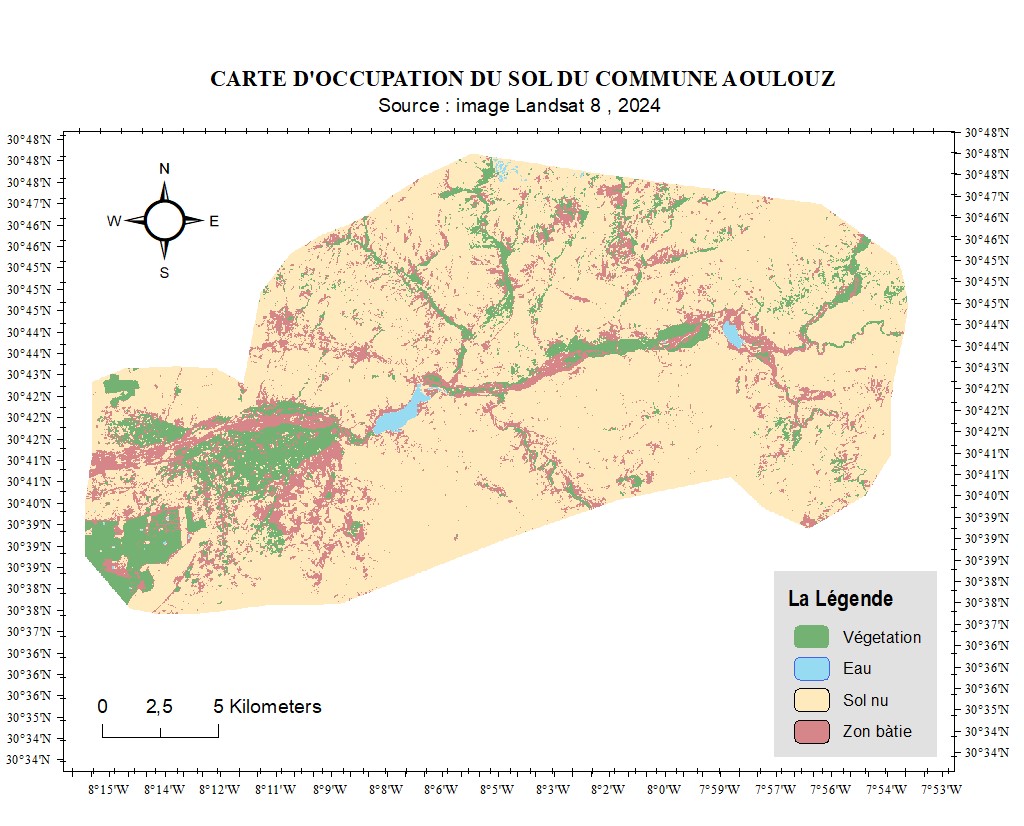 CARTE D'OCCUPATION DU SOL DU COMMUNE AOULOUZ
Source : image Landsat 8 , 2024
N
W
E
S
30°48'N
30°48'N
30°48'N
30°47'N
30°46'N
30°46'N
30°45'N
30°45'N
30°44'N
30°44'N
30°43'N
30°42'N
30°42'N
30°42'N
30°41'N
30°41'N
30°40'N
30°39'N
30°39'N
30°39'N
30°38'N
30°38'N
30°37'N
30°36'N
30°36'N
30°36'N
30°35'N
30°34'N
30°34'N
30°48'N
30°48'N
30°48'N
30°47'N
30°46'N
30°46'N
30°45'N
30°45'N
30°44'N
30°44'N
30°43'N
30°42'N
30°42'N
30°42'N
30°41'N
30°41'N
30°40'N
30°39'N
30°39'N
30°39'N
30°38'N
30°38'N
30°37'N
30°36'N
30°36'N
30°36'N
30°35'N
30°34'N
30°34'N
La Légende
Végetation
Eau
Sol nu
Zon bàtie
0 2,5 5 Kilometers
8°15'W 8°14'W 8°12'W 8°11'W 8°9'W 8°8'W 8°6'W 8°5'W 8°3'W 8°2'W 8°0'W 7°59'W 7°57'W 7°56'W 7°54'W 7°53'W